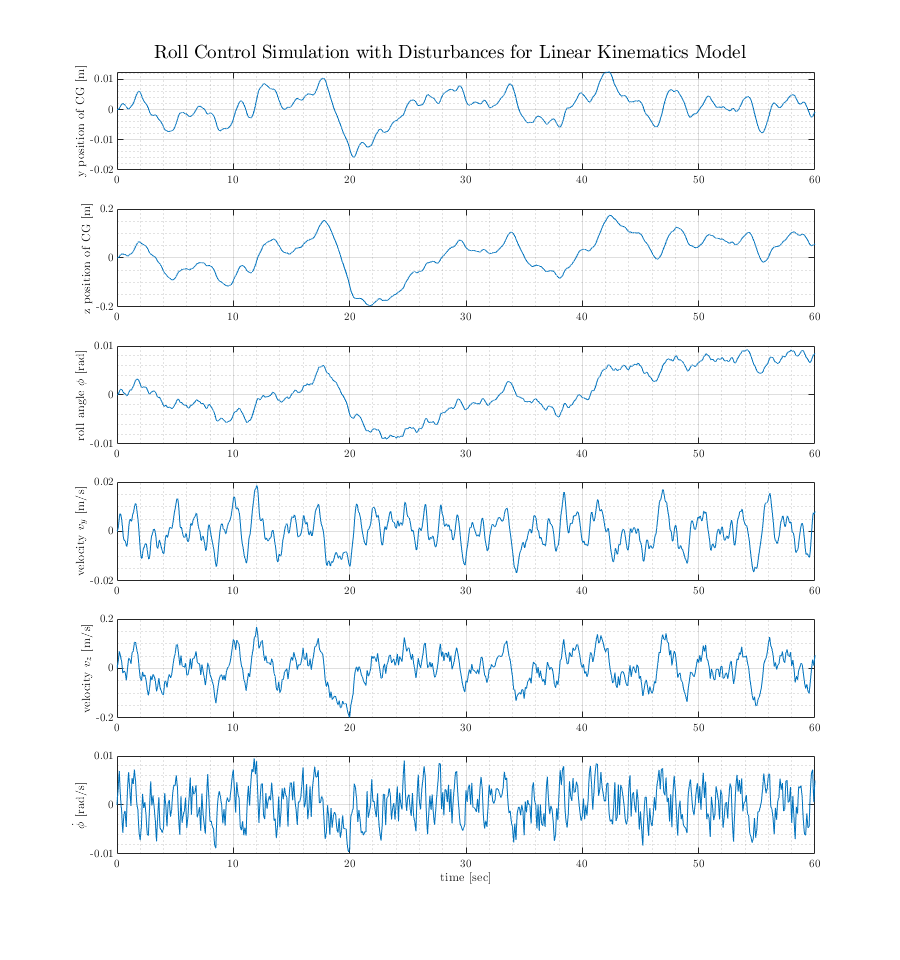 Roll Control Simulation with Disturbances for Linear Kinematics Model
y position of CG [m]
0.01
0
-0.01
-0.02
0 10 20 30 40 50 60
z position of CG [m]
0.2
0
-0.2
0 10 20 30 40 50 60
roll angle ϕ [rad]
0.01
0
-0.01
0 10 20 30 40 50 60
velocity v_y [m/s]
0.02
0
-0.02
0 10 20 30 40 50 60
velocity v_z [m/s]
0.2
0
-0.2
0 10 20 30 40 50 60
ϕ̇ [rad/s]
0.01
0
-0.01
0 10 20 30 40 50 60
time [sec]